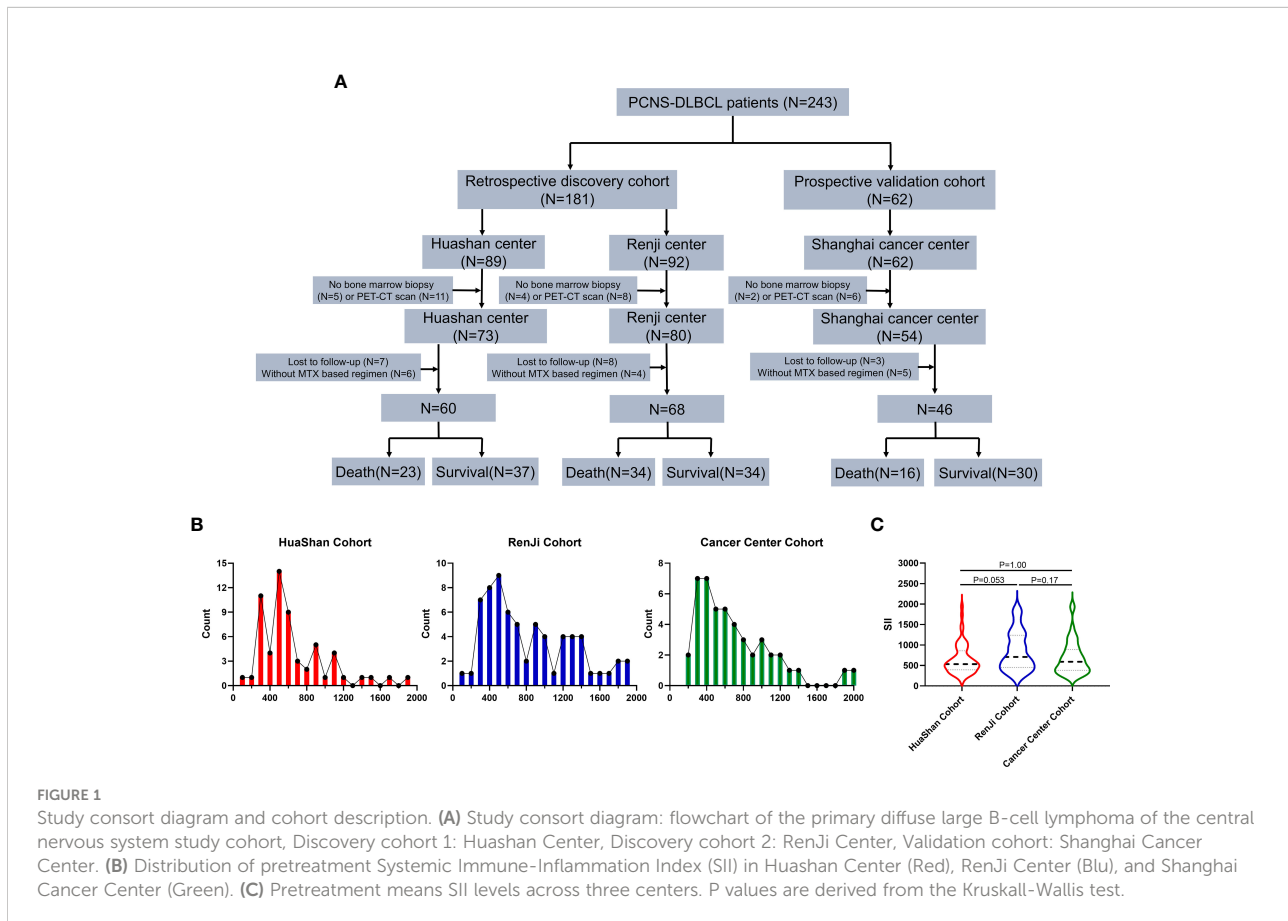 A
PCNS-DLBCL patients (N=243)
Retrospective discovery cohort
(N=181)
Prospective validation cohort
(N=62)
Huashan center
(N=89)
Renji center
(N=92)
Shanghai cancer center
(N=62)
No bone marrow biopsy
(N=5) or PET-CT scan (N=11)
No bone marrow biopsy
(N=4) or PET-CT scan (N=8)
No bone marrow biopsy
(N=2) or PET-CT scan (N=6)
Huashan center
(N=73)
Renji center
(N=80)
Shanghai cancer center
(N=54)
Lost to follow-up (N=7)
Without MTX based regimen (N=6)
Lost to follow-up (N=8)
Without MTX based regimen (N=4)
Lost to follow-up (N=3)
Without MTX based regimen (N=5)
N=60
N=68
N=46
Death(N=23)
Survival(N=37)
Death(N=34)
Survival(N=34)
Death(N=16)
Survival(N=30)
B
HuaShan Cohort
Count
15
12
9
6
3
0
0 400 800 1200 1600 2000
RenJi Cohort
Count
10
8
6
4
2
0
0 400 800 1200 1600 2000
Cancer Center Cohort
Count
8
6
4
2
0
0 400 800 1200 1600 2000
C
SII
3000
2500
2000
1500
1000
500
0
P=1.00
P=0.053
P=0.17
HuaShan Cohort
RenJi Cohort
Cancer Center Cohort
FIGURE 1
Study consort diagram and cohort description. (A) Study consort diagram: flowchart of the primary diffuse large B-cell lymphoma of the central
nervous system study cohort, Discovery cohort 1: Huashan Center, Discovery cohort 2: RenJi Center, Validation cohort: Shanghai Cancer
Center. (B) Distribution of pretreatment Systemic Immune-Inflammation Index (SII) in Huashan Center (Red), RenJi Center (Blu), and Shanghai
Cancer Center (Green). (C) Pretreatment means SII levels across three centers. P values are derived from the Kruskall-Wallis test.